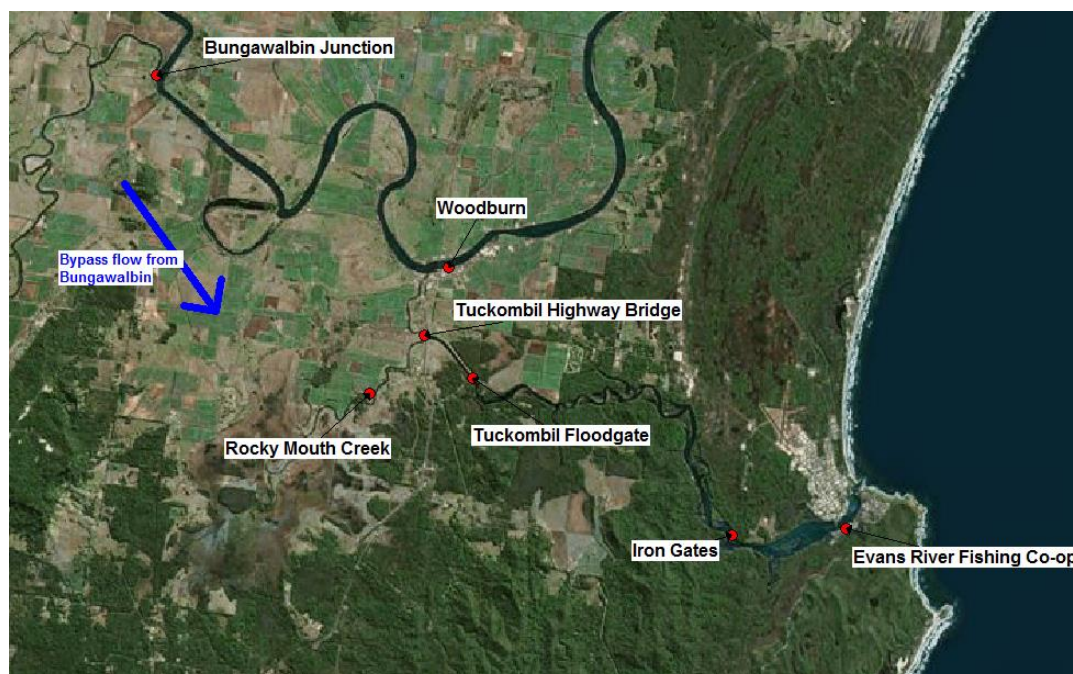 Bungawalbin Junction
Woodburn
Bypass flow from
Bungawalbin
Tuckombil Highway Bridge
Rocky Mouth Creek
Tuckombil Floodgate
Iron Gates
Evans River Fishing Co-op